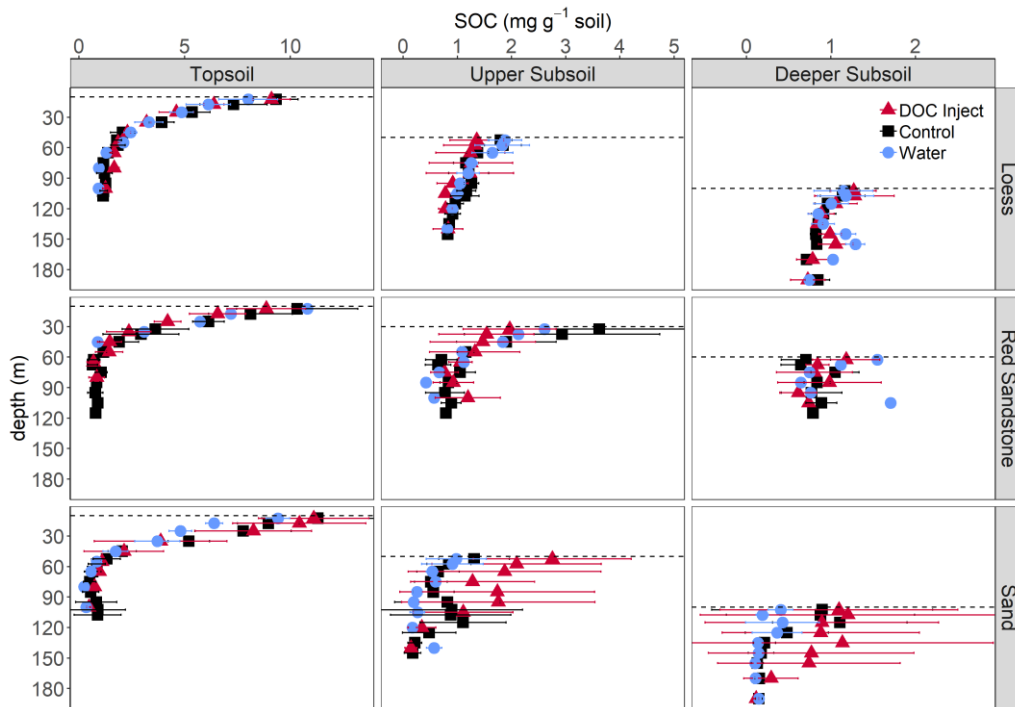 SOC (mg g⁻¹ soil)
0 5 10 0 1 2 3 4 5 0 1 2
Topsoil Upper Subsoil Deeper Subsoil
30
60
90
120
150
180
Loess
DOC Inject
Control
Water
30
60
90
120
150
180
Red Sandstone
depth (m)
30
60
90
120
150
180
Sand